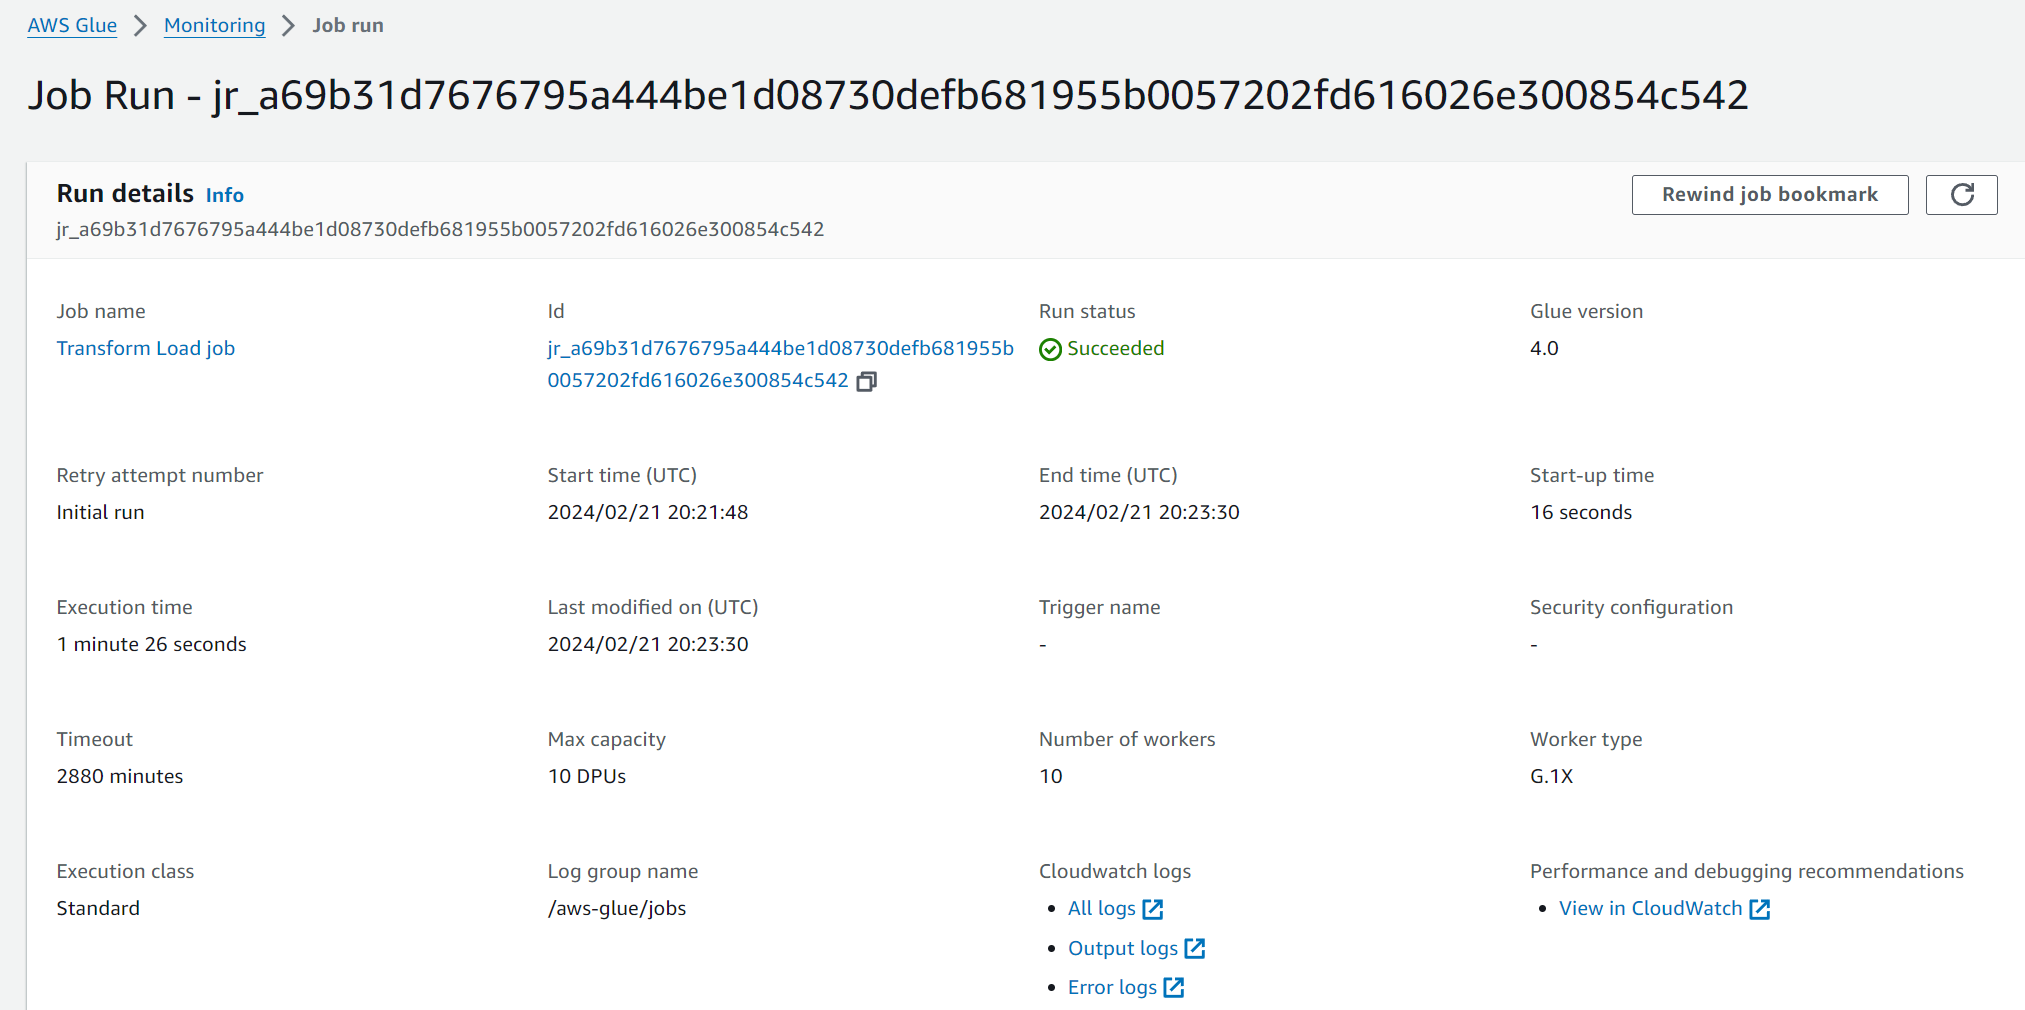 AWS Glue > Monitoring > Job run
Job Run - jr_a69b31d7676795a444be1d08730defb681955b0057202fd616026e300854c542
Run details Info
Rewind job bookmark
jr_a69b31d7676795a444be1d08730defb681955b0057202fd616026e300854c542
Job name
Transform Load job
Id
jr_a69b31d7676795a444be1d08730defb681955b
0057202fd616026e300854c542
Run status
Succeeded
Glue version
4.0
Retry attempt number
Initial run
Start time (UTC)
2024/02/21 20:21:48
End time (UTC)
2024/02/21 20:23:30
Start-up time
16 seconds
Execution time
1 minute 26 seconds
Last modified on (UTC)
2024/02/21 20:23:30
Trigger name
-
Security configuration
-
Timeout
2880 minutes
Max capacity
10 DPUs
Number of workers
10
Worker type
G.1X
Execution class
Standard
Log group name
/aws-glue/jobs
Cloudwatch logs
• All logs
• Output logs
• Error logs
Performance and debugging recommendations
• View in CloudWatch